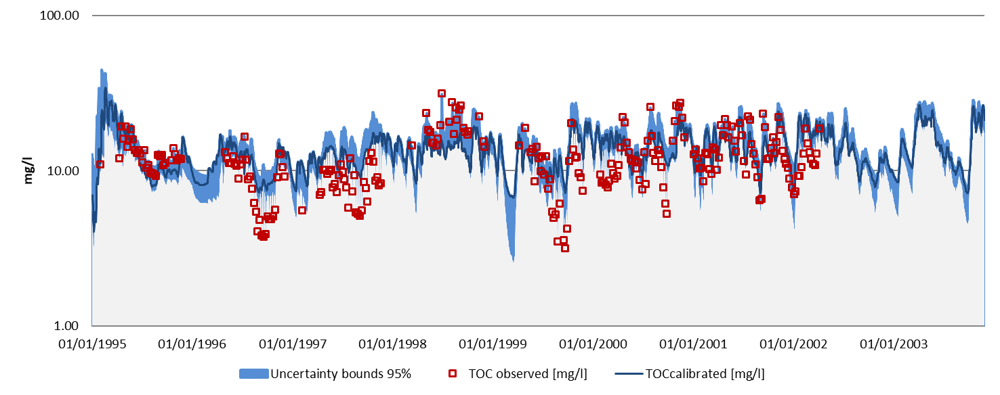 100.00
10.00
1.00
mg/l
01/01/1995 01/01/1996 01/01/1997 01/01/1998 01/01/1999 01/01/2000 01/01/2001 01/01/2002 01/01/2003
Uncertainty bounds 95% TOC observed [mg/l] TOCcalibrated [mg/l]